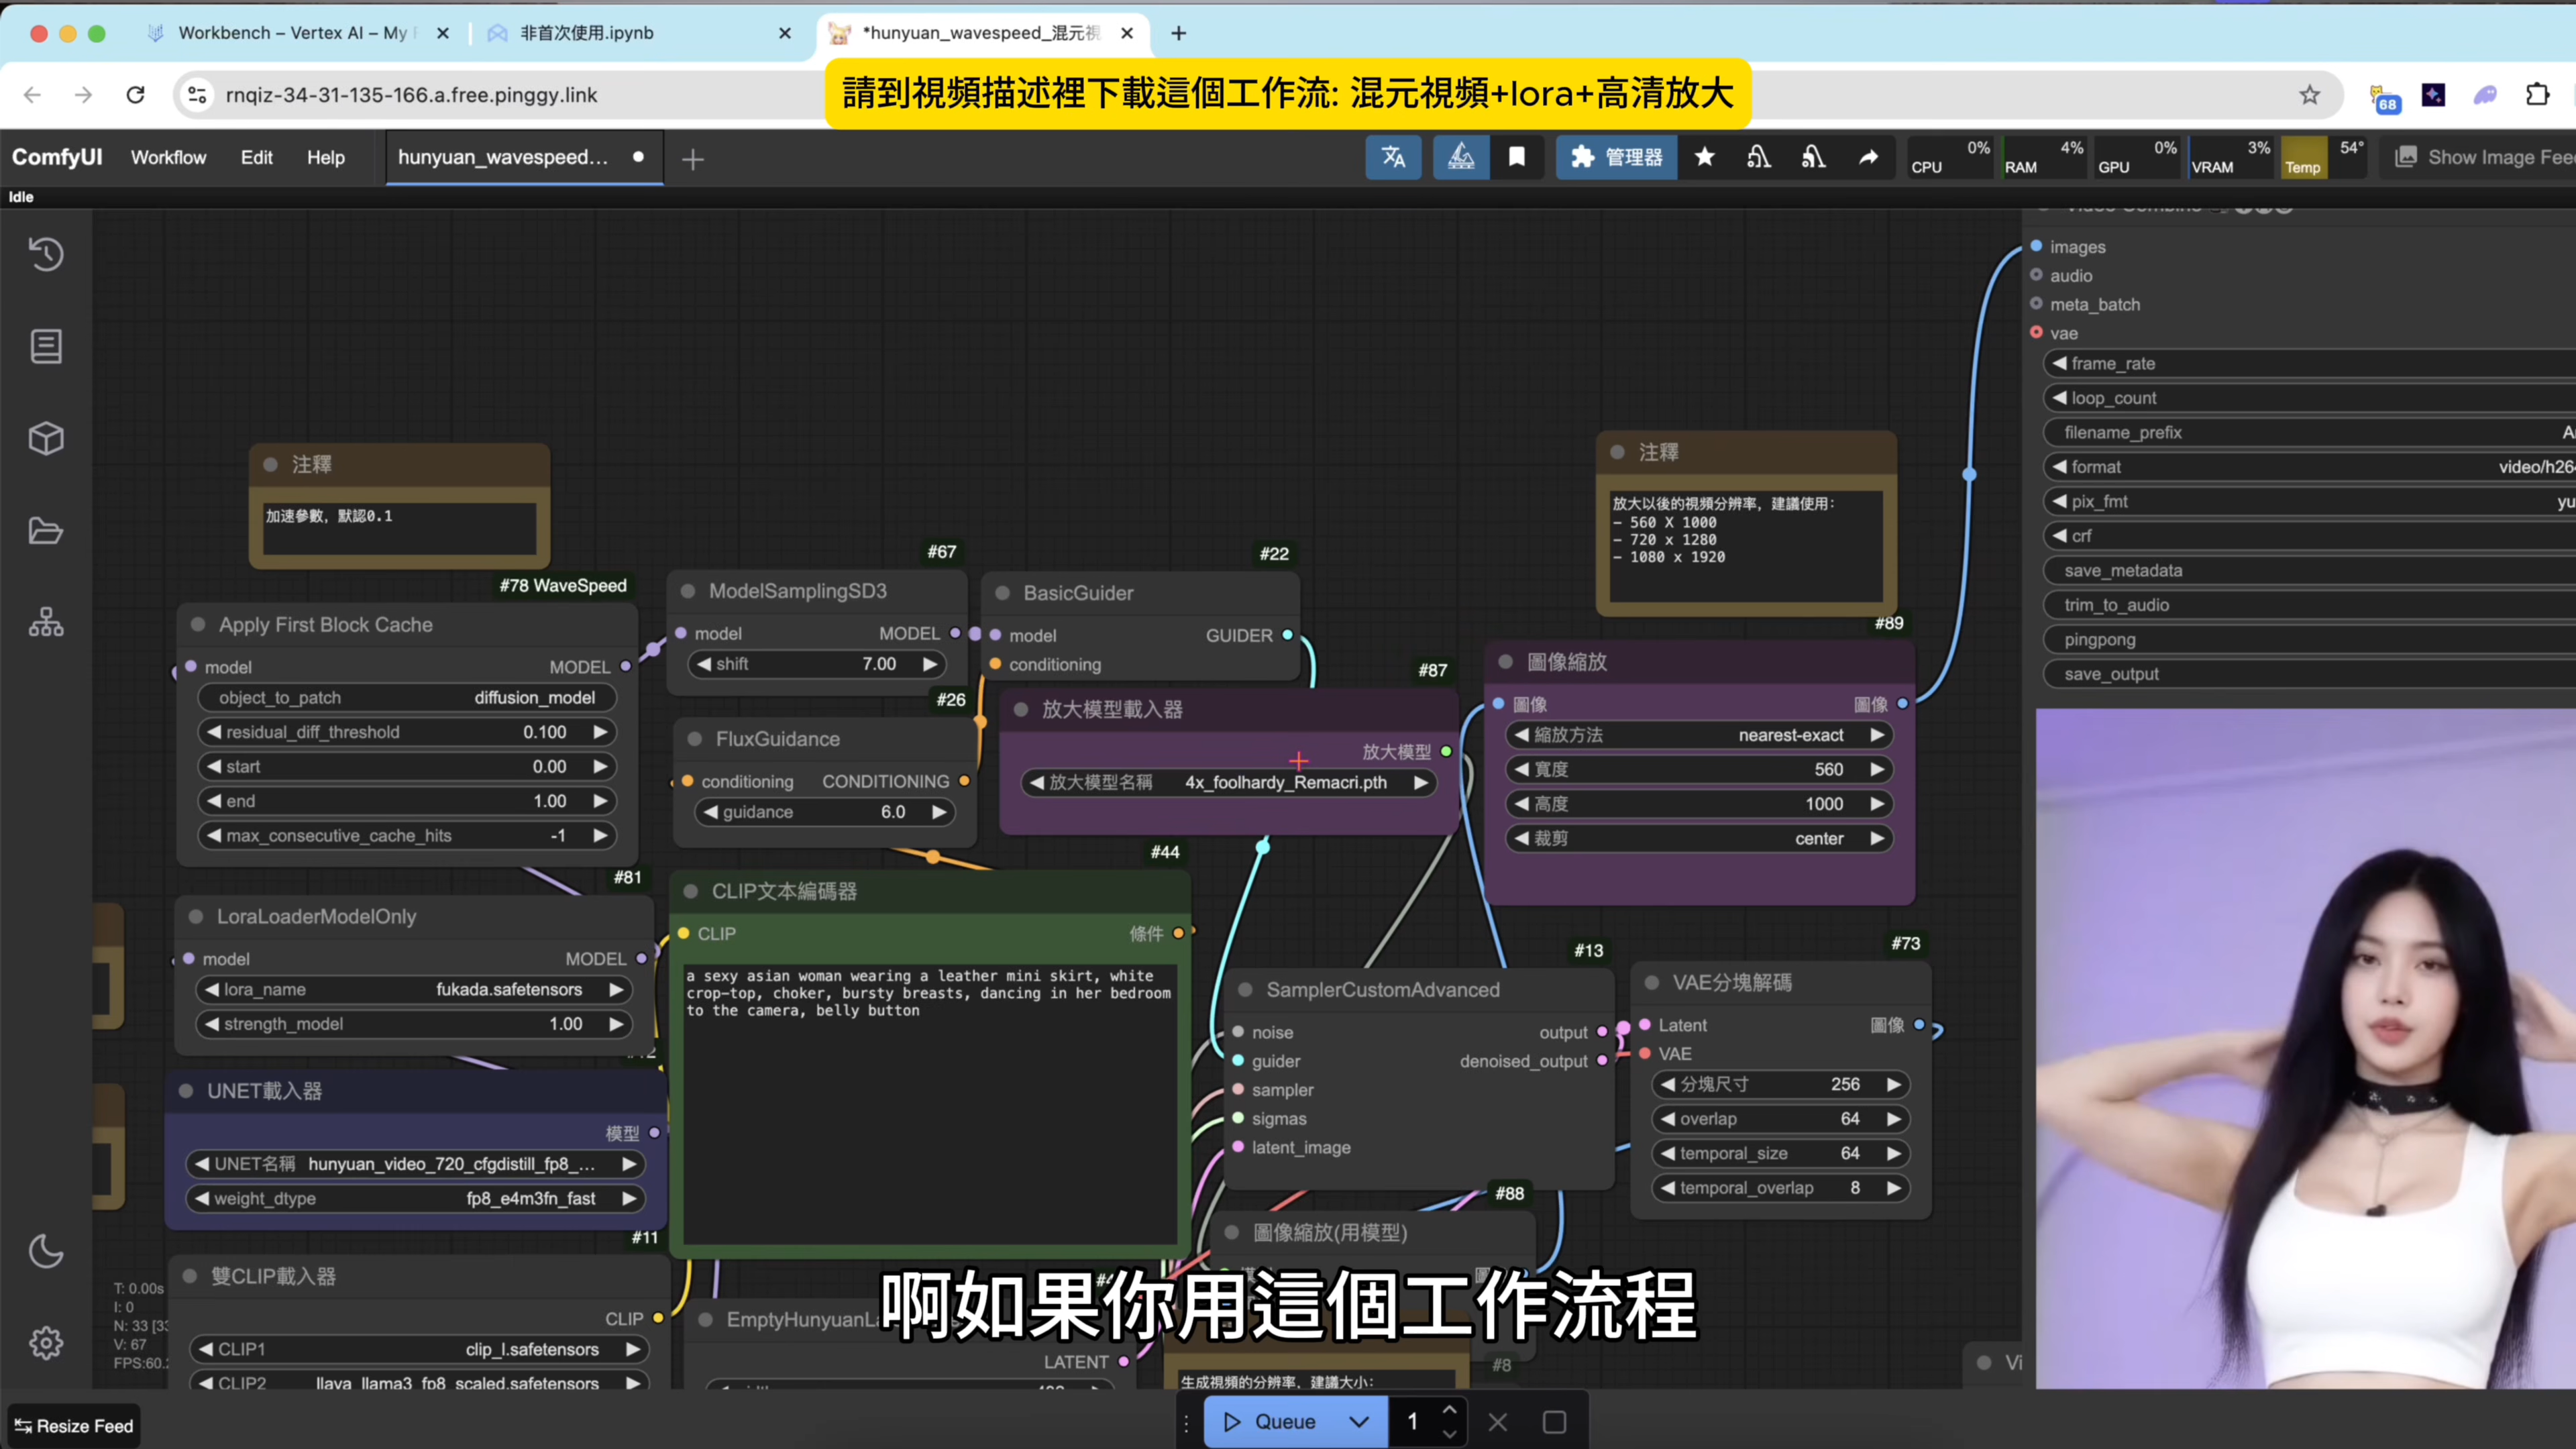 Workbench – Vertex AI – My
非首次使用.ipynb
*hunyuan_wavespeed_混元視
rnqiz-34-31-135-166.a.free.pinggy.link
請到視頻描述裡下載這個工作流: 混元視頻+lora+高清放大
68
ComfyUI
Workflow
Edit
Help
hunyuan_wavespeed...
管理器
CPU 0%
RAM 4%
GPU 0%
VRAM 3%
Temp 54°
Show Image Fee
Idle
images
audio
meta_batch
vae
frame_rate
loop_count
filename_prefix
format video/h26
pix_fmt yu
crf
save_metadata
trim_to_audio
pingpong
save_output
注釋
加速參數, 默認0.1
#78 WaveSpeed
Apply First Block Cache
model MODEL
object_to_patch diffusion_model
residual_diff_threshold 0.100
start 0.00
end 1.00
max_consecutive_cache_hits -1
#67
ModelSamplingSD3
model MODEL
shift 7.00
#22
BasicGuider
model GUIDER
conditioning
#26
FluxGuidance
conditioning CONDITIONING
guidance 6.0
#87
放大模型載入器
放大模型
放大模型名稱 4x_foolhardy_Remacri.pth
注釋
放大以後的視頻分辨率, 建議使用:
– 560 X 1000
– 720 x 1280
– 1080 x 1920
#89
圖像縮放
圖像 圖像
縮放方法 nearest-exact
寬度 560
高度 1000
裁剪 center
#81
LoraLoaderModelOnly
model MODEL
lora_name fukada.safetensors
strength_model 1.00
#44
CLIP文本編碼器
CLIP 條件
a sexy asian woman wearing a leather mini skirt, white
crop-top, choker, bursty breasts, dancing in her bedroom
to the camera, belly button
#13
SamplerCustomAdvanced
noise output
guider denoised_output
sampler
sigmas
latent_image
#73
VAE分塊解碼
Latent 圖像
VAE
分塊尺寸 256
overlap 64
temporal_size 64
temporal_overlap 8
UNET載入器
模型
UNET名稱 hunyuan_video_720_cfgdistill_fp8_...
weight_dtype fp8_e4m3fn_fast
#11
雙CLIP載入器
CLIP
CLIP1 clip_l.safetensors
CLIP2 llava_llama3_fp8_scaled.safetensors
#88
圖像縮放(用模型)
EmptyHunyuanLa
LATENT
#8
生成視頻的分辨率, 建議大小:
啊如果你用這個工作流程
T: 0.00s
I: 0
N: 33 [33
V: 67
FPS:60.2
Vi
Resize Feed
Queue
1